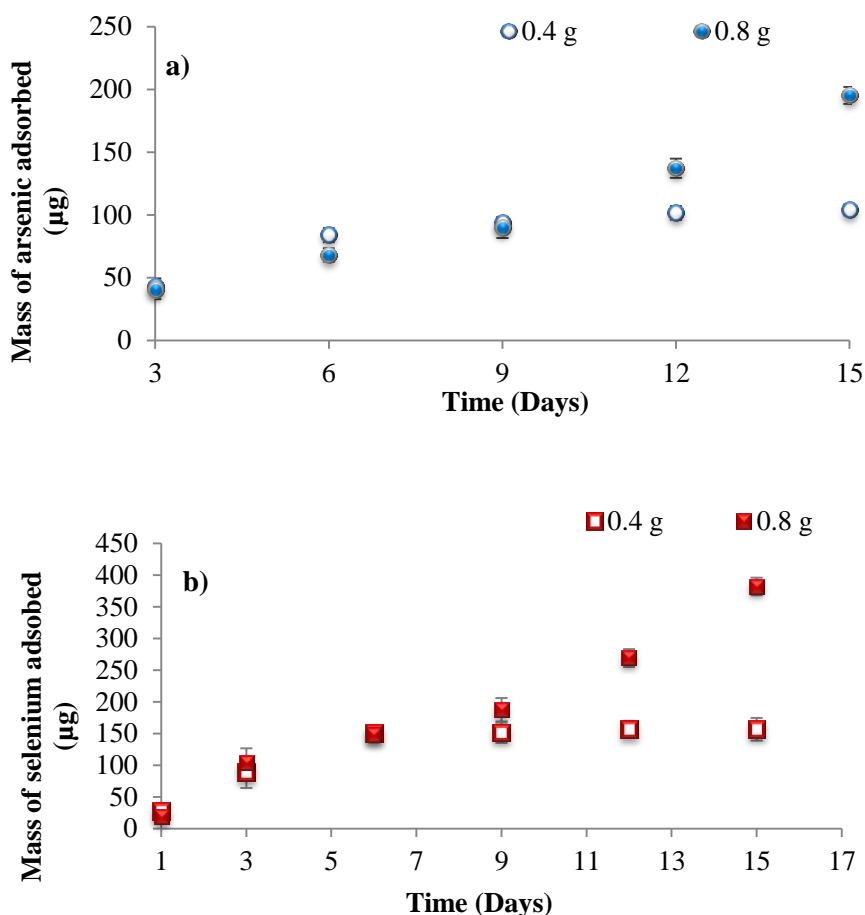 0.4 g 0.8 g
a)
Mass of arsenic adsorbed
(µg)
250
200
150
100
50
0
3 6 9 12 15
Time (Days)
0.4 g 0.8 g
b)
Mass of selenium adsobed
(µg)
450
400
350
300
250
200
150
100
50
0
1 3 5 7 9 11 13 15 17
Time (Days)